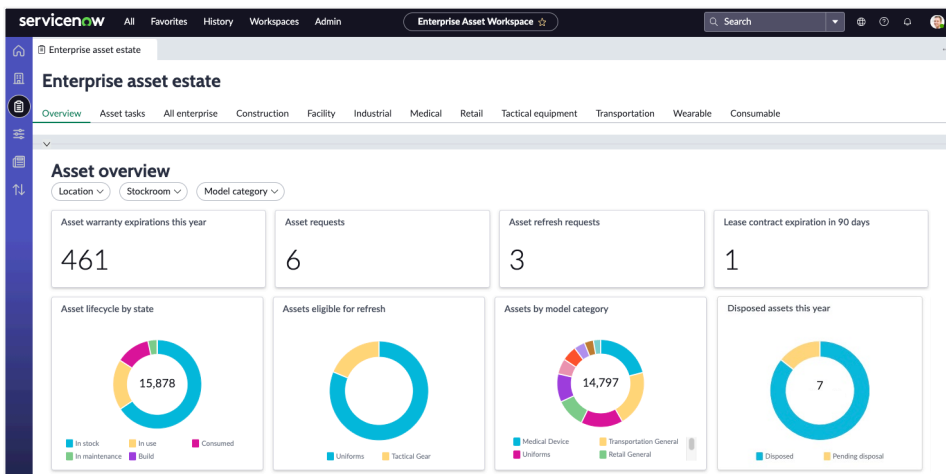 servicenow All Favorites History Workspaces Admin Enterprise Asset Workspace ☆ Search
Enterprise asset estate
Enterprise asset estate
Overview Asset tasks All enterprise Construction Facility Industrial Medical Retail Tactical equipment Transportation Wearable Consumable
Asset overview
Location Stockroom Model category
Asset warranty expirations this year Asset requests Asset refresh requests Lease contract expiration in 90 days
461 6 3 1
Asset lifecycle by state Assets eligible for refresh Assets by model category Disposed assets this year
15,878 14,797 7
In stock In use Consumed
In maintenance Build
Uniforms Tactical Gear
Medical Device Transportation General
Uniforms Retail General
Disposed Pending disposal